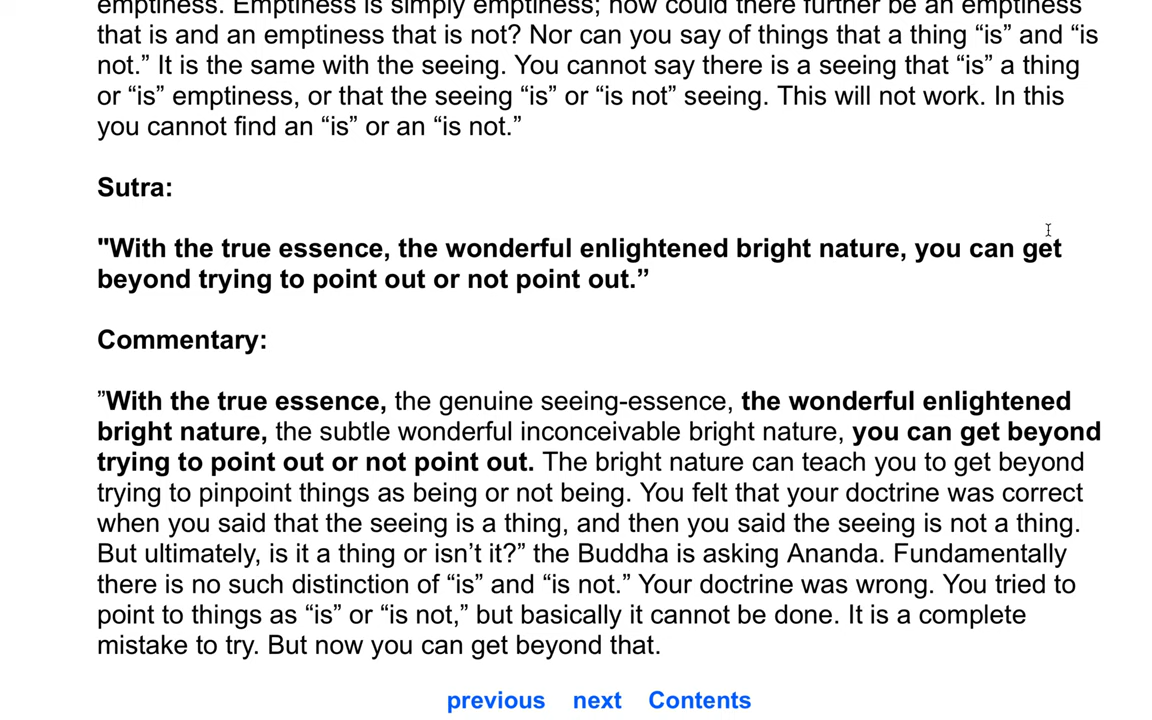 emptiness. Emptiness is simply emptiness; how could there further be an emptiness
that is and an emptiness that is not? Nor can you say of things that a thing “is” and “is
not.” It is the same with the seeing. You cannot say there is a seeing that “is” a thing
or “is” emptiness, or that the seeing “is” or “is not” seeing. This will not work. In this
you cannot find an “is” or an “is not.”
Sutra:
"With the true essence, the wonderful enlightened bright nature, you can get
beyond trying to point out or not point out.”
Commentary:
”With the true essence, the genuine seeing-essence, the wonderful enlightened
bright nature, the subtle wonderful inconceivable bright nature, you can get beyond
trying to point out or not point out. The bright nature can teach you to get beyond
trying to pinpoint things as being or not being. You felt that your doctrine was correct
when you said that the seeing is a thing, and then you said the seeing is not a thing.
But ultimately, is it a thing or isn’t it?” the Buddha is asking Ananda. Fundamentally
there is no such distinction of “is” and “is not.” Your doctrine was wrong. You tried to
point to things as “is” or “is not,” but basically it cannot be done. It is a complete
mistake to try. But now you can get beyond that.
previous next Contents